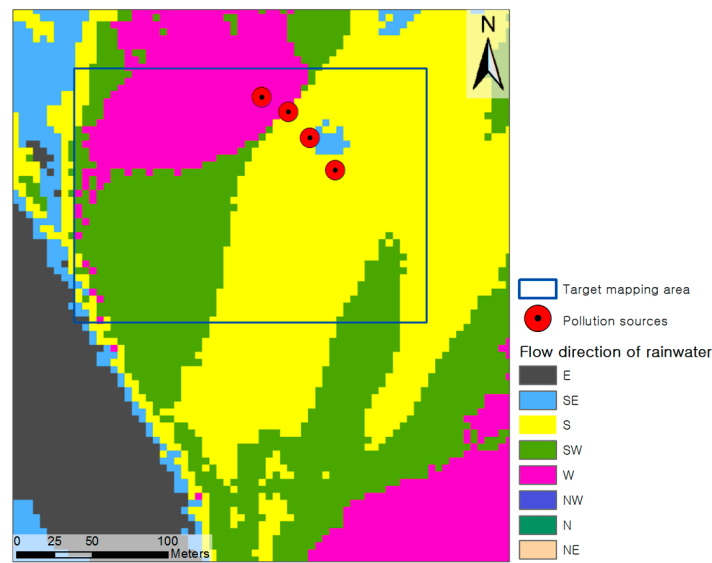 N
Target mapping area
Pollution sources
Flow direction of rainwater
E
SE
S
SW
W
NW
N
NE
0 25 50 100
Meters